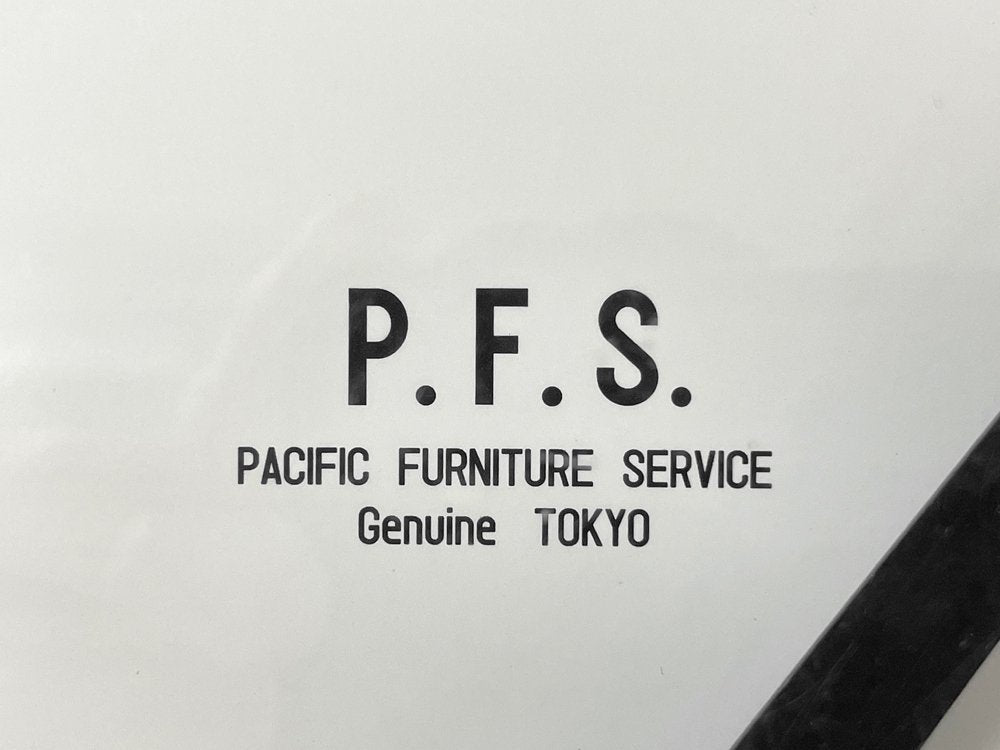 P.F.S.
PACIFIC FURNITURE SERVICE
Genuine TOKYO